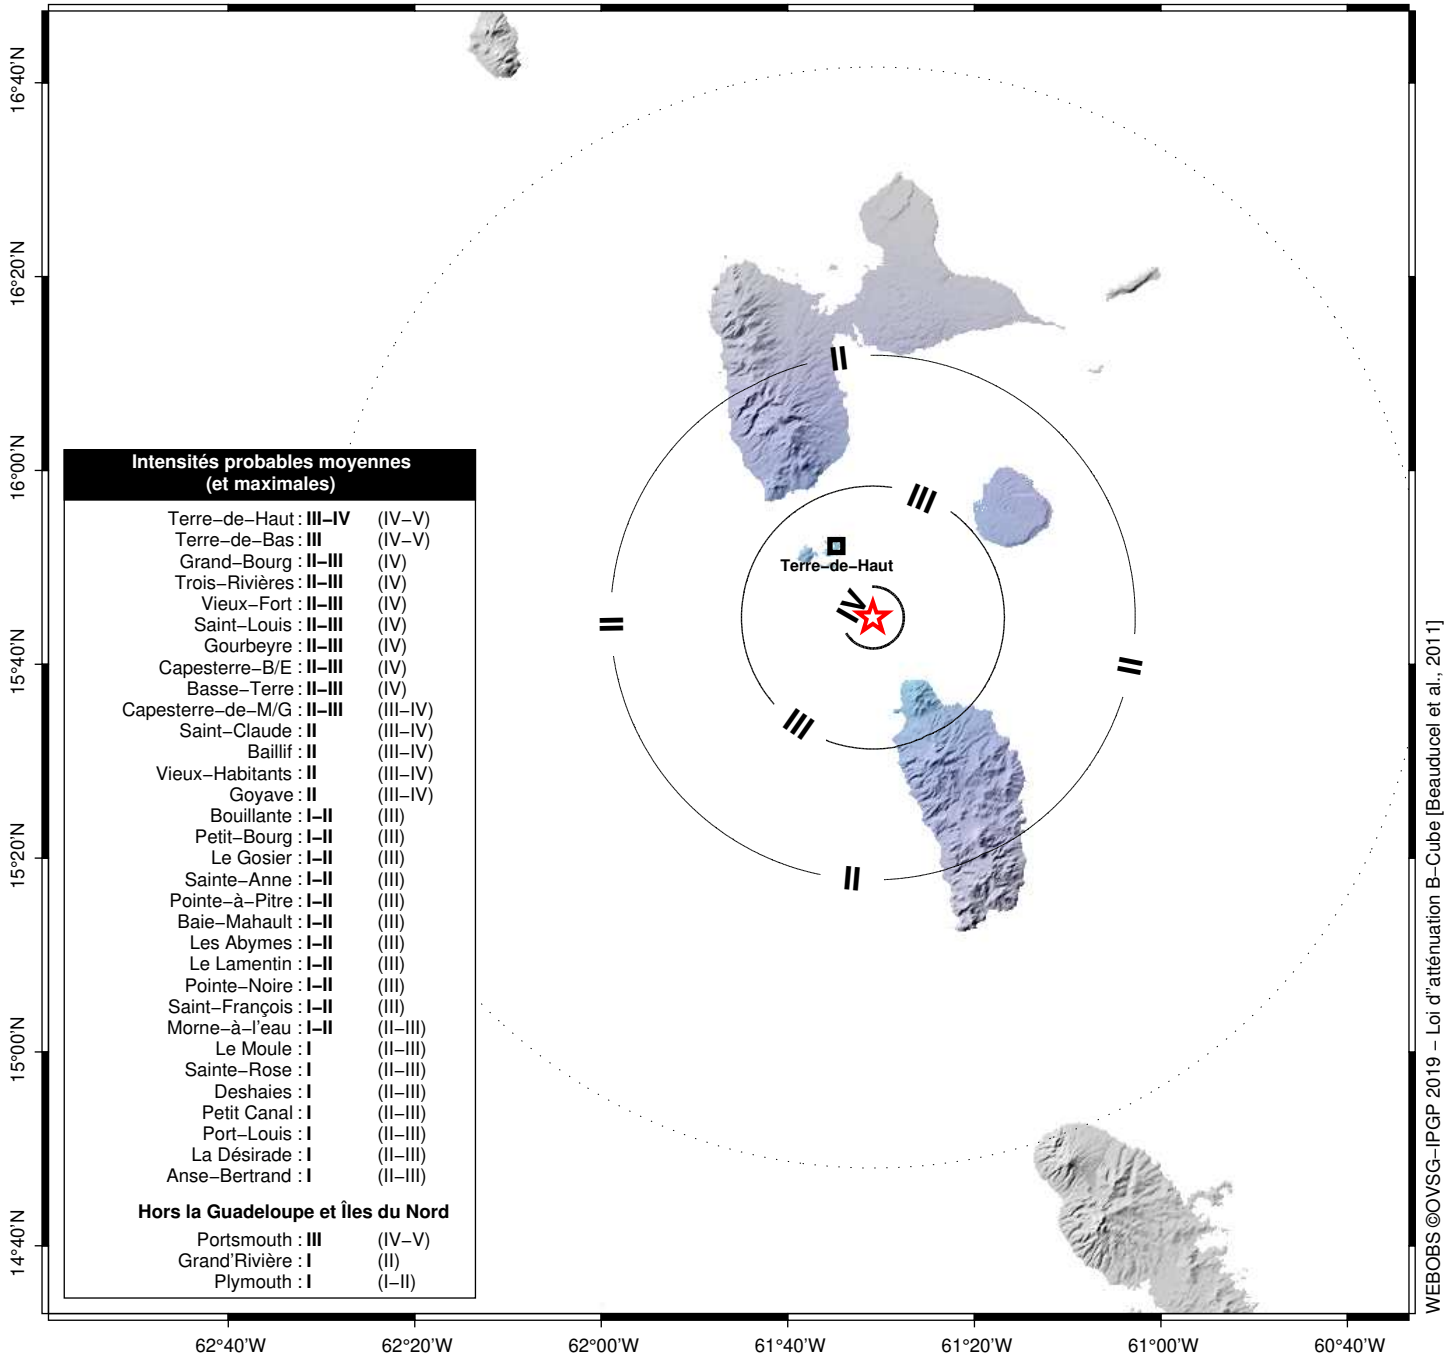 16°40'N
16°20'N
16°00'N
15°40'N
15°20'N
15°00'N
14°40'N
II
III
Terre−de−Haut
IV
II
II
III
II
Intensités probables moyennes
(et maximales)
Terre−de−Haut : III−IV (IV−V)
Terre−de−Bas : III (IV−V)
Grand−Bourg : II−III (IV)
Trois−Rivières : II−III (IV)
Vieux−Fort : II−III (IV)
Saint−Louis : II−III (IV)
Gourbeyre : II−III (IV)
Capesterre−B/E : II−III (IV)
Basse−Terre : II−III (IV)
Capesterre−de−M/G : II−III (III−IV)
Saint−Claude : II (III−IV)
Baillif : II (III−IV)
Vieux−Habitants : II (III−IV)
Goyave : II (III−IV)
Bouillante : I−II (III)
Petit−Bourg : I−II (III)
Le Gosier : I−II (III)
Sainte−Anne : I−II (III)
Pointe−à−Pitre : I−II (III)
Baie−Mahault : I−II (III)
Les Abymes : I−II (III)
Le Lamentin : I−II (III)
Pointe−Noire : I−II (III)
Saint−François : I−II (III)
Morne−à−l'eau : I−II (II−III)
Le Moule : I (II−III)
Sainte−Rose : I (II−III)
Deshaies : I (II−III)
Petit Canal : I (II−III)
Port−Louis : I (II−III)
La Désirade : I (II−III)
Anse−Bertrand : I (II−III)
Hors la Guadeloupe et Îles du Nord
Portsmouth : III (IV−V)
Grand'Rivière : I (II)
Plymouth : I (I−II)
62°40'W
62°20'W
62°00'W
61°40'W
61°20'W
61°00'W
60°40'W
WEBOBS ©OVSG−IPGP 2019 − Loi d''atténuation B−Cube [Beauducel et al., 2011]